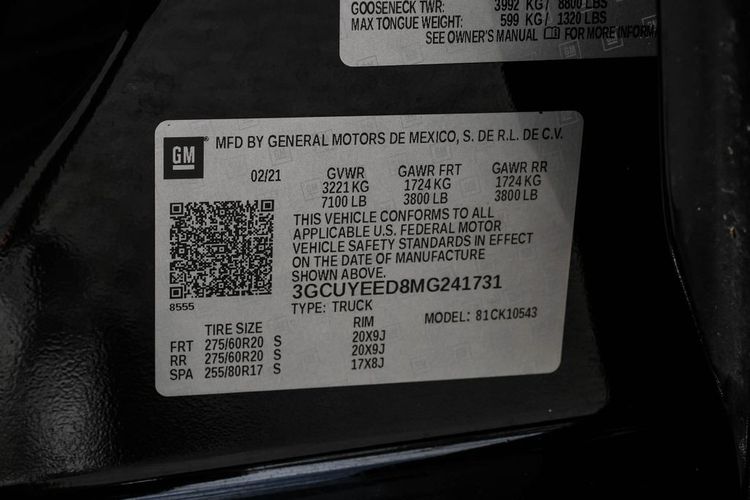 GOOSENECK TWR: 3992 KG/ 8800 LBS
MAX TONGUE WEIGHT: 599 KG/ 1320 LBS
SEE OWNER'S MANUAL FOR MORE INFORM
GM MFD BY GENERAL MOTORS DE MEXICO, S. DE R.L. DE C.V.
02/21 GVWR GAWR FRT GAWR RR
3221 KG 1724 KG 1724 KG
7100 LB 3800 LB 3800 LB
THIS VEHICLE CONFORMS TO ALL
APPLICABLE U.S. FEDERAL MOTOR
VEHICLE SAFETY STANDARDS IN EFFECT
ON THE DATE OF MANUFACTURE
SHOWN ABOVE.
8555
3GCUYEED8MG241731
TYPE: TRUCK
MODEL: 81CK10543
TIRE SIZE RIM
FRT 275/60R20 S 20X9J
RR 275/60R20 S 20X9J
SPA 255/80R17 S 17X8J